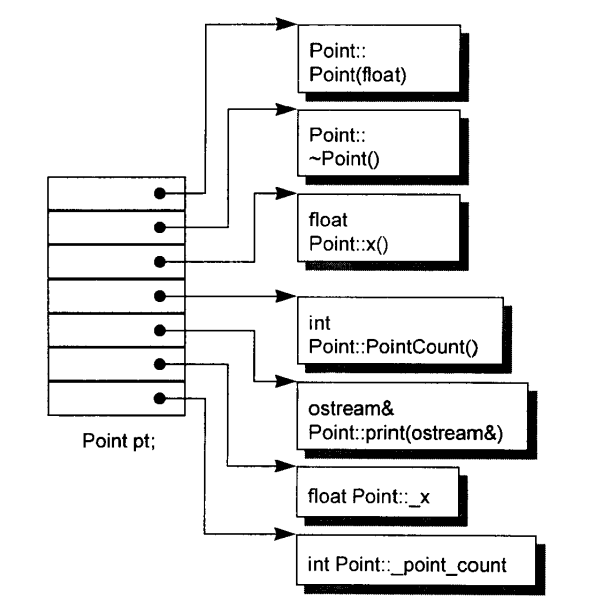 Point::
Point(float)
Point::
~Point()
float
Point::x()
int
Point::PointCount()
ostream&
Point::print(ostream&)
Point pt;
float Point::_x
int Point::_point_count